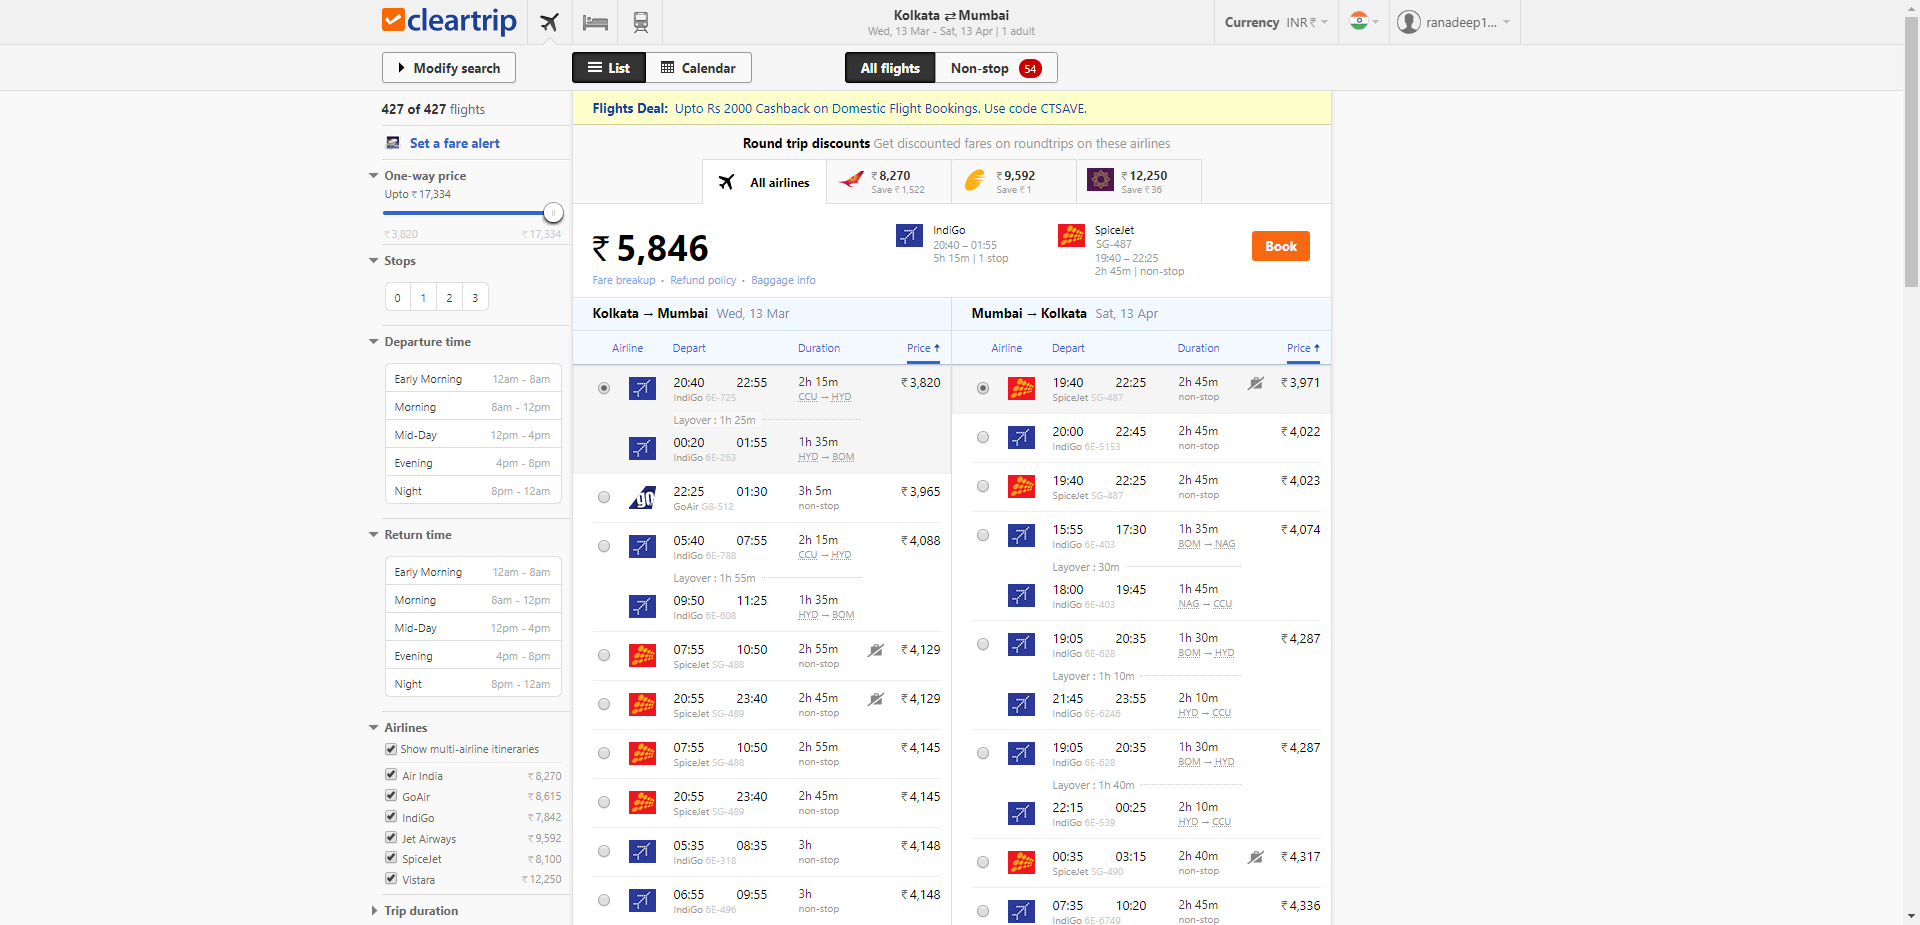 cleartrip
Kolkata ⇄ Mumbai
Wed, 13 Mar - Sat, 13 Apr | 1 adult
Currency INR ₹
ranadeep1...
Modify search
List
Calendar
All flights
Non-stop 54
427 of 427 flights
Set a fare alert
One-way price
Upto ₹ 17,334
₹ 3,820 ₹ 17,334
Stops
0 1 2 3
Departure time
Early Morning 12am - 8am
Morning 8am - 12pm
Mid-Day 12pm - 4pm
Evening 4pm - 8pm
Night 8pm - 12am
Return time
Early Morning 12am - 8am
Morning 8am - 12pm
Mid-Day 12pm - 4pm
Evening 4pm - 8pm
Night 8pm - 12am
Airlines
Show multi-airline itineraries
Air India ₹ 8,270
GoAir ₹ 8,615
IndiGo ₹ 7,842
Jet Airways ₹ 9,592
SpiceJet ₹ 8,100
Vistara ₹ 12,250
Trip duration
Flights Deal: Upto Rs 2000 Cashback on Domestic Flight Bookings. Use code CTSAVE.
Round trip discounts Get discounted fares on roundtrips on these airlines
All airlines
₹ 8,270
Save ₹ 1,522
₹ 9,592
Save ₹ 1
₹ 12,250
Save ₹ 36
₹ 5,846
Fare breakup • Refund policy • Baggage info
IndiGo
20:40 – 01:55
5h 15m | 1 stop
SpiceJet
SG-487
19:40 – 22:25
2h 45m | non-stop
Book
Kolkata → Mumbai Wed, 13 Mar
Airline Depart Duration Price ↑
20:40 22:55 2h 15m ₹ 3,820
IndiGo 6E-725 CCU → HYD
Layover : 1h 25m
00:20 01:55 1h 35m
IndiGo 6E-263 HYD → BOM
go
22:25 01:30 3h 5m ₹ 3,965
GoAir G8-512 non-stop
05:40 07:55 2h 15m ₹ 4,088
IndiGo 6E-788 CCU → HYD
Layover : 1h 55m
09:50 11:25 1h 35m
IndiGo 6E-608 HYD → BOM
07:55 10:50 2h 55m ₹ 4,129
SpiceJet SG-488 non-stop
20:55 23:40 2h 45m ₹ 4,129
SpiceJet SG-489 non-stop
07:55 10:50 2h 55m ₹ 4,145
SpiceJet SG-488 non-stop
20:55 23:40 2h 45m ₹ 4,145
SpiceJet SG-489 non-stop
05:35 08:35 3h ₹ 4,148
IndiGo 6E-318 non-stop
06:55 09:55 3h ₹ 4,148
IndiGo 6E-496 non-stop
Mumbai → Kolkata Sat, 13 Apr
Airline Depart Duration Price ↑
19:40 22:25 2h 45m ₹ 3,971
SpiceJet SG-487 non-stop
20:00 22:45 2h 45m ₹ 4,022
IndiGo 6E-5153 non-stop
19:40 22:25 2h 45m ₹ 4,023
SpiceJet SG-487 non-stop
15:55 17:30 1h 35m ₹ 4,074
IndiGo 6E-403 BOM → NAG
Layover : 30m
18:00 19:45 1h 45m
IndiGo 6E-403 NAG → CCU
19:05 20:35 1h 30m ₹ 4,287
IndiGo 6E-628 BOM → HYD
Layover : 1h 10m
21:45 23:55 2h 10m
IndiGo 6E-6246 HYD → CCU
19:05 20:35 1h 30m ₹ 4,287
IndiGo 6E-628 BOM → HYD
Layover : 1h 40m
22:15 00:25 2h 10m
IndiGo 6E-539 HYD → CCU
00:35 03:15 2h 40m ₹ 4,317
SpiceJet SG-490 non-stop
07:35 10:20 2h 45m ₹ 4,336
IndiGo 6E-6749 non-stop